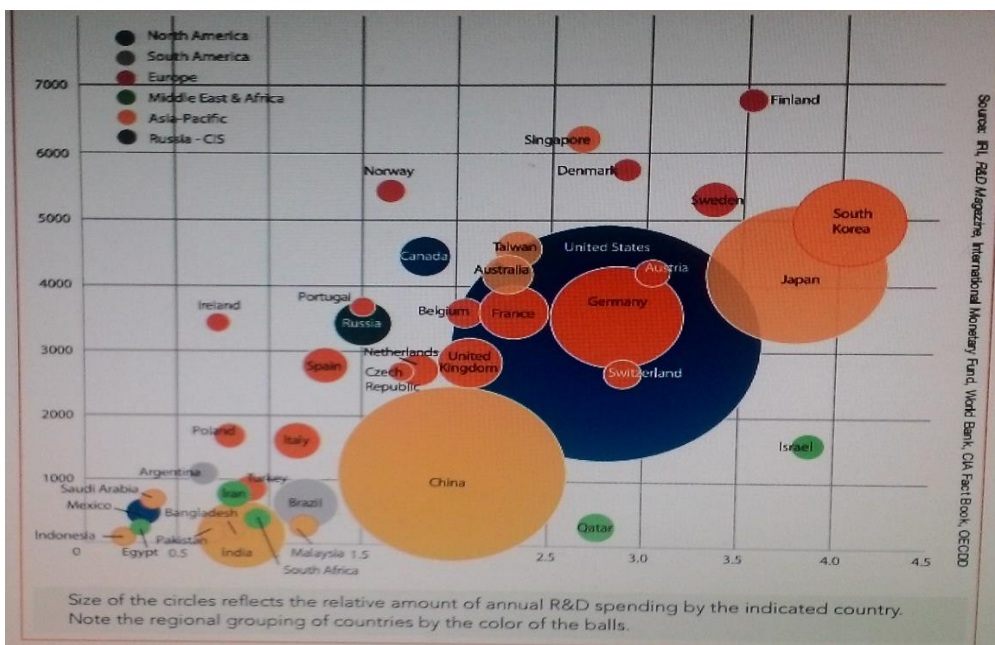 North America
South America
Europe
Middle East & Africa
Asia-Pacific
Russia - CIS
7000
6000
5000
4000
3000
2000
1000
0
Finland
Singapore
Denmark
Norway
Sweden
South
Korea
Taiwan
United States
Canada
Australia
Austria
Japan
Germany
Portugal
Ireland
Belgium
France
Russia
Netherlands
United
Kingdom
Spain
Czech
Republic
Switzerland
Poland
Italy
Israel
Argentina
Turkey
China
Saudi Arabia
Iran
Mexico
Bangladesh
Brazil
Qatar
Indonesia
Pakistan
Egypt
India
Malaysia
South Africa
0.5
1.5
2.5
3.0
3.5
4.0
4.5
Size of the circles reflects the relative amount of annual R&D spending by the indicated country.
Note the regional grouping of countries by the color of the balls.
Source: IRI, R&D Magazine, International Monetary Fund, World Bank, CIA Fact Book, OECDD